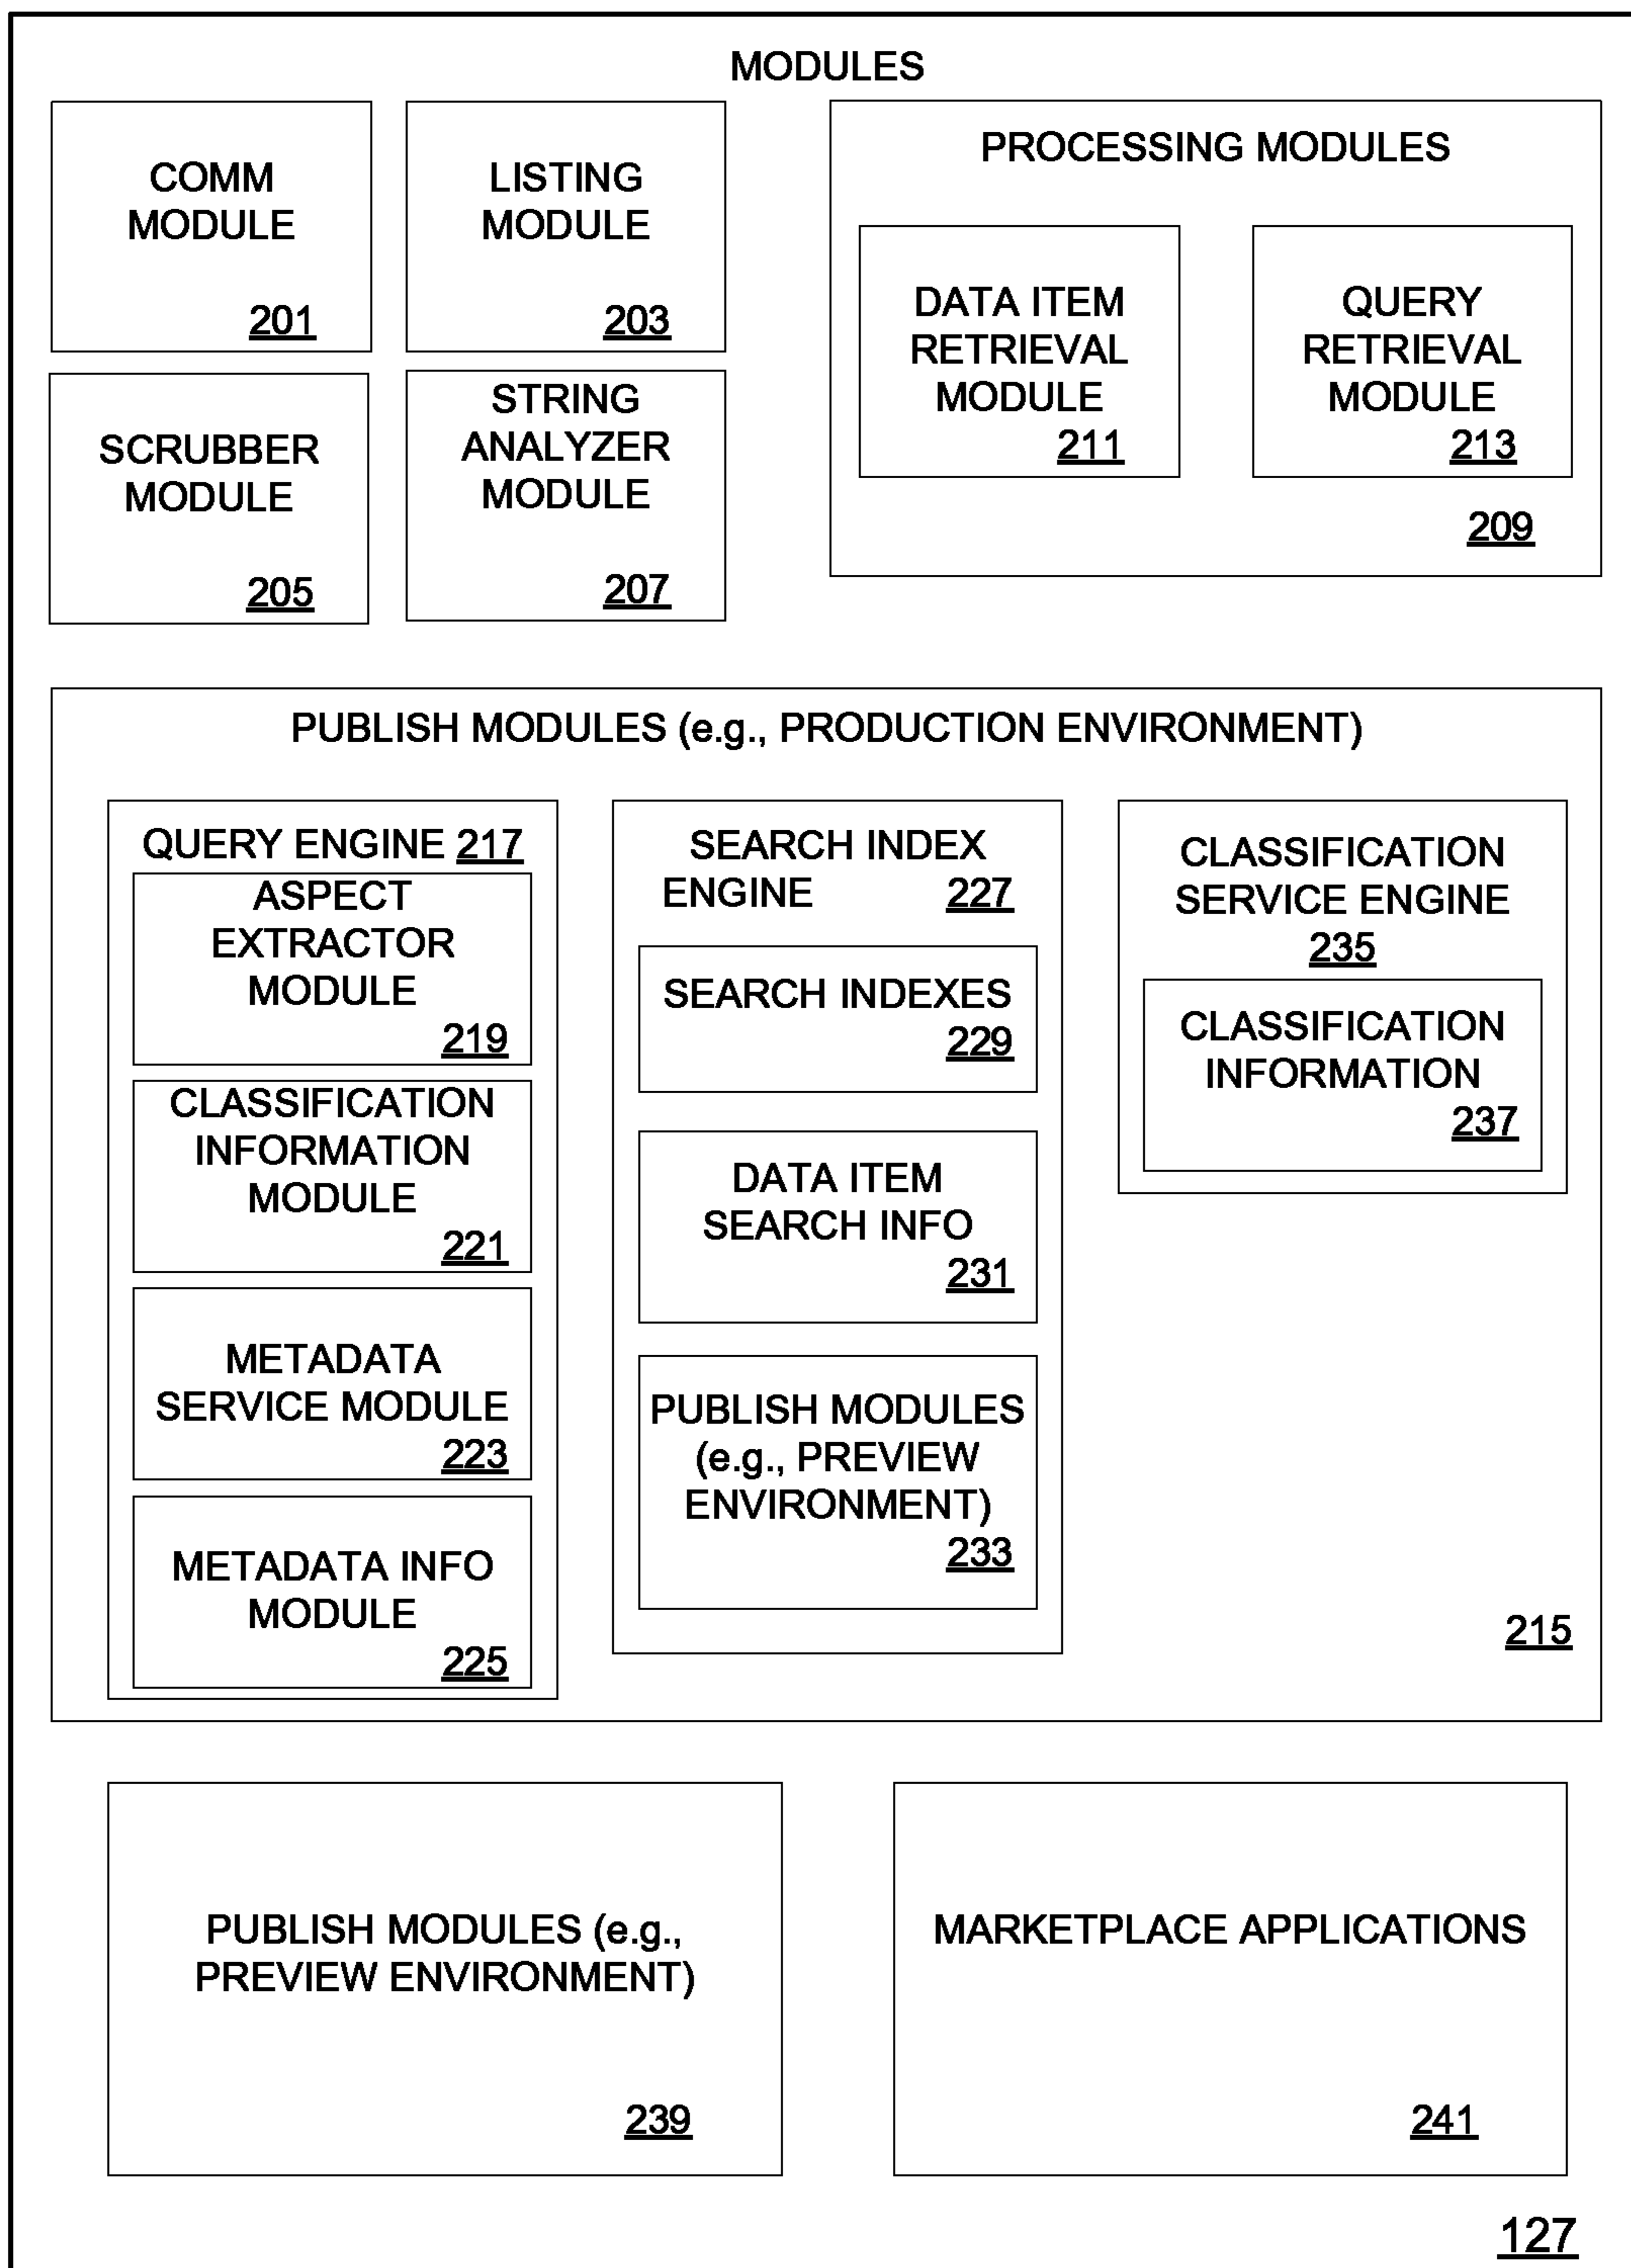 MODULES
COMM
MODULE
201
LISTING
MODULE
203
SCRUBBER
MODULE
205
STRING
ANALYZER
MODULE
207
PROCESSING MODULES
DATA ITEM
RETRIEVAL
MODULE
211
QUERY
RETRIEVAL
MODULE
213
209
PUBLISH MODULES (e.g., PRODUCTION ENVIRONMENT)
QUERY ENGINE 217
ASPECT
EXTRACTOR
MODULE
219
CLASSIFICATION
INFORMATION
MODULE
221
METADATA
SERVICE MODULE
223
METADATA INFO
MODULE
225
SEARCH INDEX
ENGINE 227
SEARCH INDEXES
229
DATA ITEM
SEARCH INFO
231
PUBLISH MODULES
(e.g., PREVIEW
ENVIRONMENT)
233
CLASSIFICATION
SERVICE ENGINE
235
CLASSIFICATION
INFORMATION
237
215
PUBLISH MODULES (e.g.,
PREVIEW ENVIRONMENT)
239
MARKETPLACE APPLICATIONS
241
127